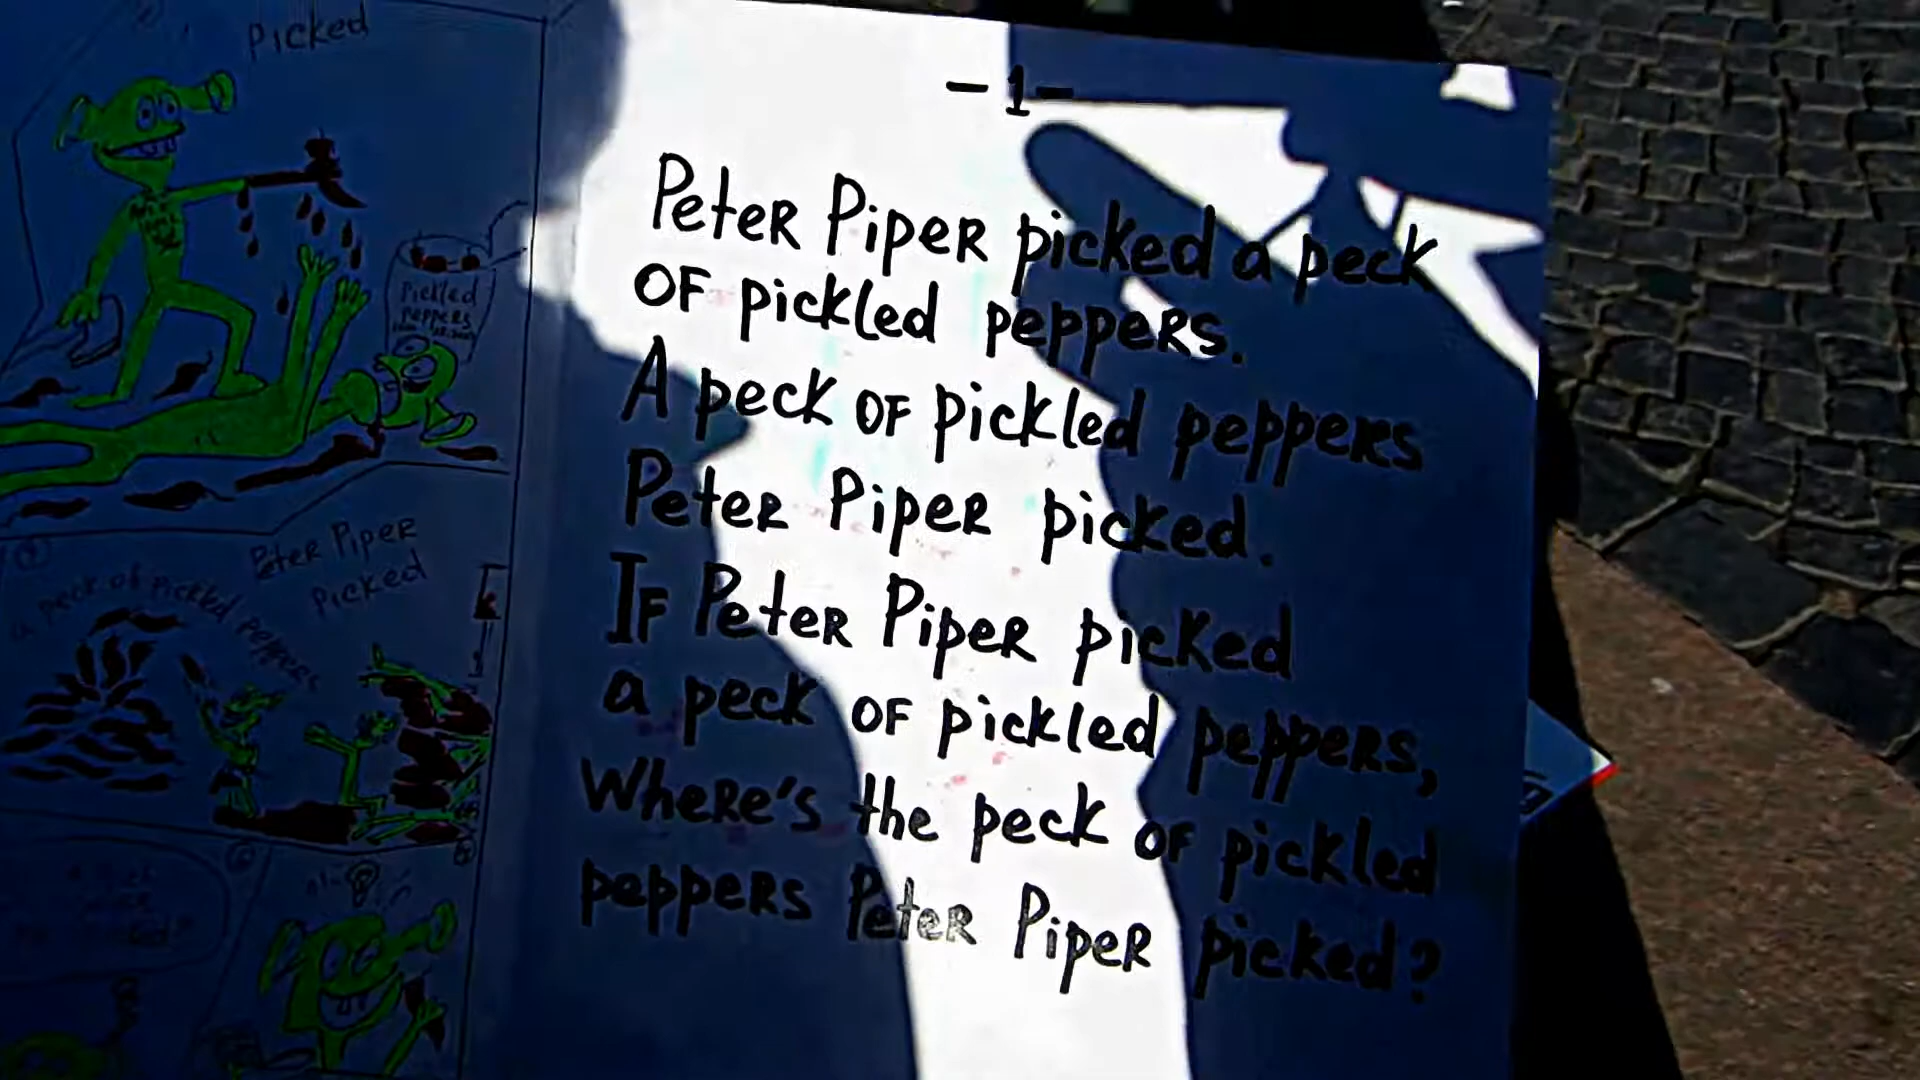 Picked
Pickled
peppers
Peter Piper
picked
a peck of pickled peppers
- 1 -
Peter Piper picked a peck
of pickled peppers.
A peck of pickled peppers
Peter Piper picked.
If Peter Piper picked
a peck of pickled peppers,
Where's the peck of pickled
peppers Peter Piper picked?